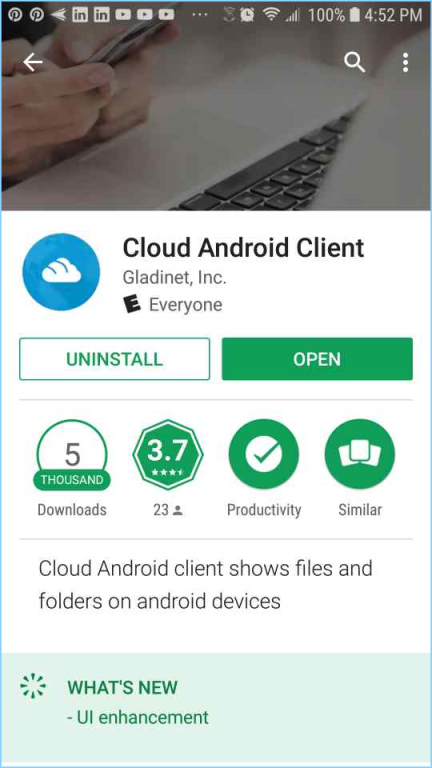 100% 4:52 PM
Cloud Android Client
Gladinet, Inc.
E Everyone
UNINSTALL OPEN
5 3.7
THOUSAND
Downloads 23 Productivity Similar
Cloud Android client shows files and
folders on android devices
WHAT'S NEW
- UI enhancement